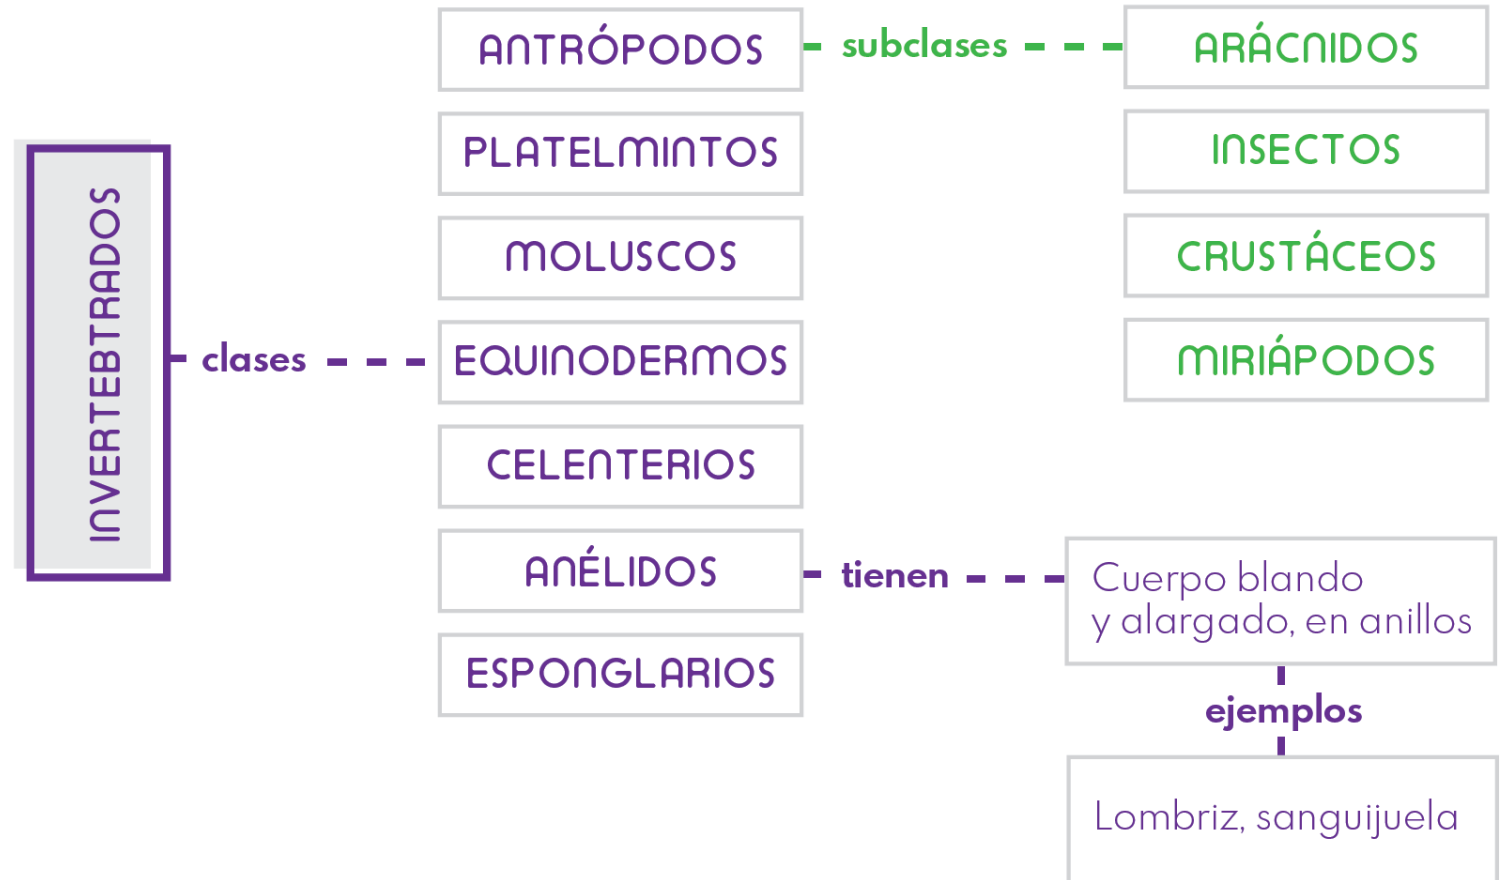 INVERTEBTRADOS
clases
ANTRÓPODOS
PLATELMINTOS
MOLUSCOS
EQUINODERMOS
CELENTERIOS
ANÉLIDOS
ESPONGLARIOS
subclases
ARÁCNIDOS
INSECTOS
CRUSTÁCEOS
MIRIÁPODOS
tienen
Cuerpo blando
y alargado, en anillos
ejemplos
Lombriz, sanguijuela